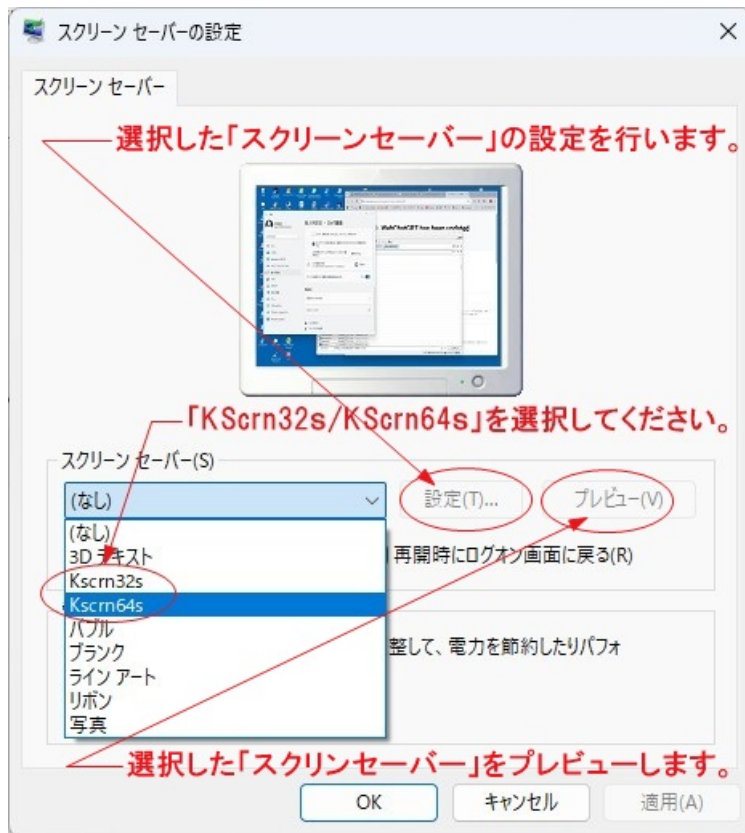 スクリーン セーバーの設定
スクリーン セーバー
選択した「スクリーンセーバー」の設定を行います。
「KScrn32s/KScrn64s」を選択してください。
スクリーン セーバー(S)
(なし)
設定(T)...
プレビュー(V)
(なし)
3D テキスト
再開時にログオン画面に戻る(R)
Kscrn32s
Kscrn64s
バブル
ブランク
整して、電力を節約したりパフォ
ライン アート
リボン
写真
選択した「スクリンセーバー」をプレビューします。
OK
キャンセル
適用(A)